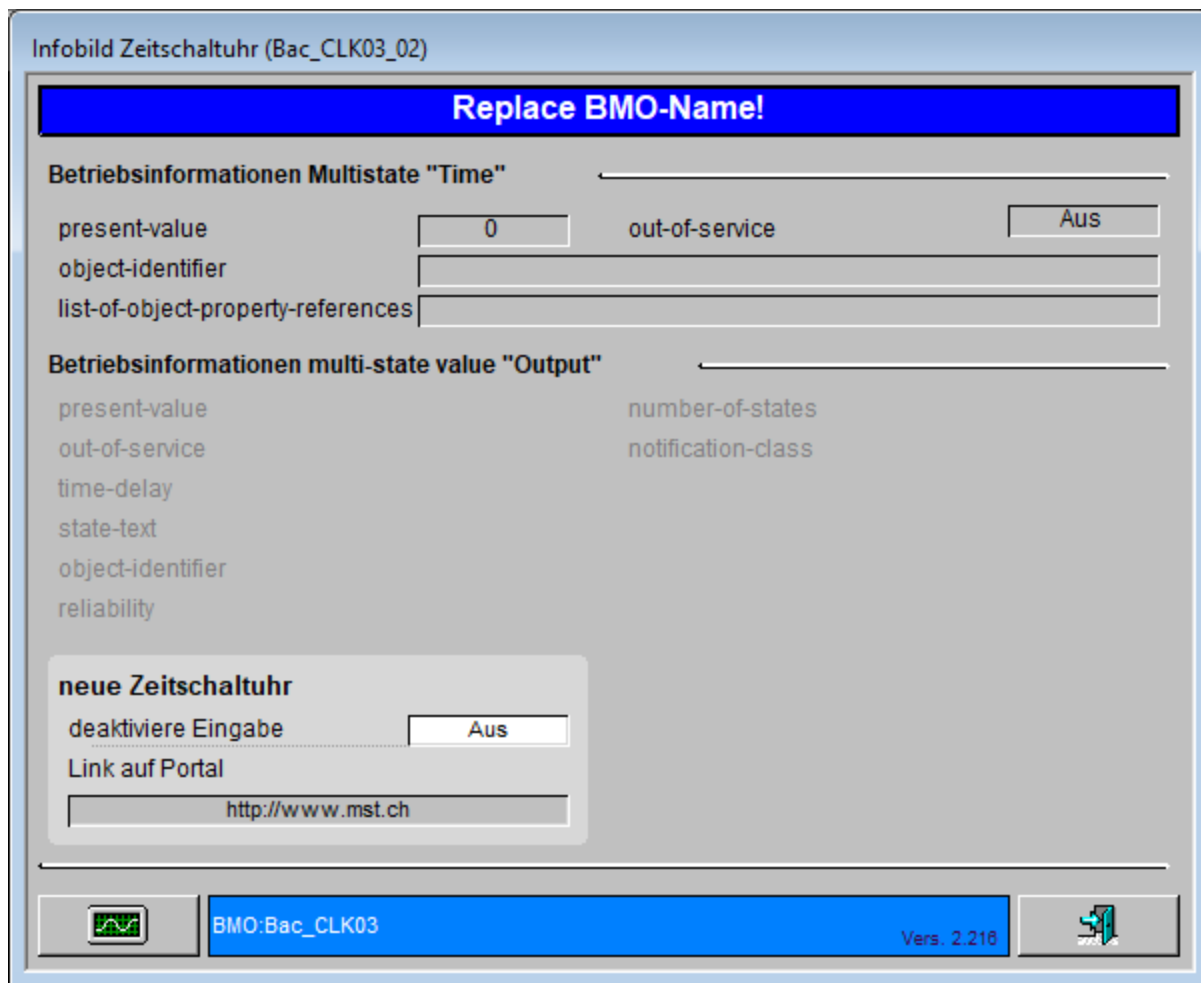 Infobild Zeitschaltuhr (Bac_CLK03_02)
Replace BMO-Name!
Betriebsinformationen Multistate "Time"
present-value 0 out-of-service Aus
object-identifier
list-of-object-property-references
Betriebsinformationen multi-state value "Output"
present-value number-of-states
out-of-service notification-class
time-delay
state-text
object-identifier
reliability
neue Zeitschaltuhr
deaktiviere Eingabe Aus
Link auf Portal
http://www.mst.ch
BMO:Bac_CLK03 Vers. 2.216